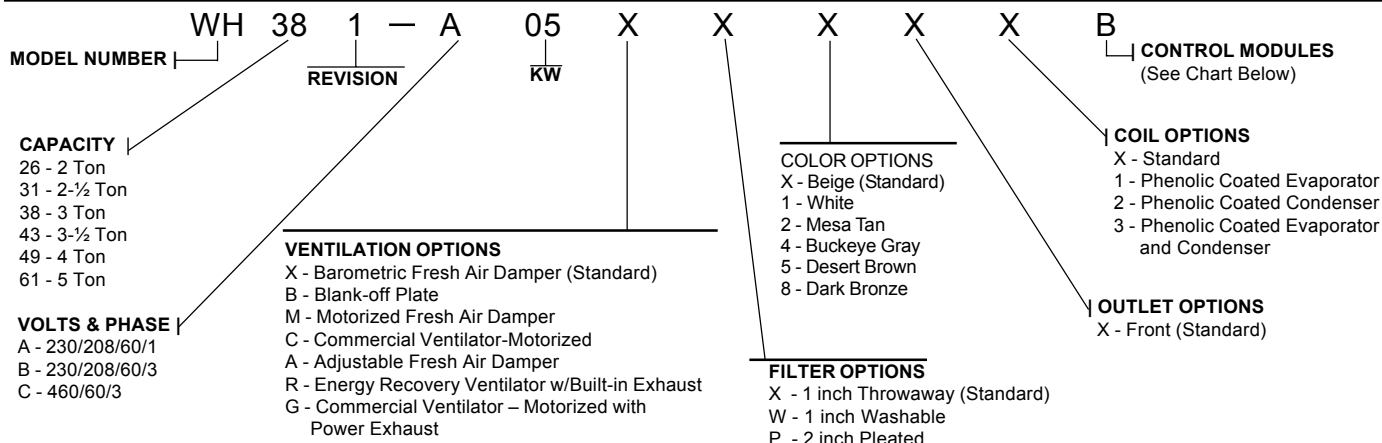 WH 38 1 – A 05 X X X X X B
MODEL NUMBER
REVISION
KW
CONTROL MODULES
(See Chart Below)
CAPACITY
26 - 2 Ton
31 - 2-½ Ton
38 - 3 Ton
43 - 3-½ Ton
49 - 4 Ton
61 - 5 Ton
VOLTS & PHASE
A - 230/208/60/1
B - 230/208/60/3
C - 460/60/3
VENTILATION OPTIONS
X - Barometric Fresh Air Damper (Standard)
B - Blank-off Plate
M - Motorized Fresh Air Damper
C - Commercial Ventilator-Motorized
A - Adjustable Fresh Air Damper
R - Energy Recovery Ventilator w/Built-in Exhaust
G - Commercial Ventilator – Motorized with
Power Exhaust
COLOR OPTIONS
X - Beige (Standard)
1 - White
2 - Mesa Tan
4 - Buckeye Gray
5 - Desert Brown
8 - Dark Bronze
FILTER OPTIONS
X - 1 inch Throwaway (Standard)
W - 1 inch Washable
P - 2 inch Pleated
COIL OPTIONS
X - Standard
1 - Phenolic Coated Evaporator
2 - Phenolic Coated Condenser
3 - Phenolic Coated Evaporator
and Condenser
OUTLET OPTIONS
X - Front (Standard)